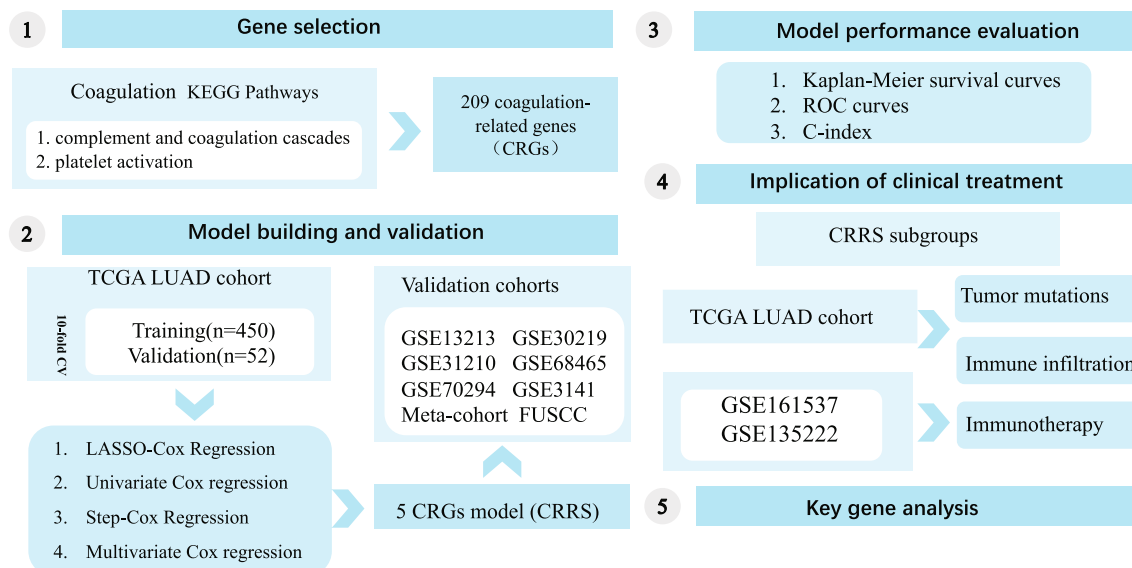 1
Gene selection
Coagulation KEGG Pathways
1. complement and coagulation cascades
2. platelet activation
209 coagulation-
related genes
（CRGs）
2
Model building and validation
TCGA LUAD cohort
10-fold CV
Training(n=450)
Validation(n=52)
1. LASSO-Cox Regression
2. Univariate Cox regression
3. Step-Cox Regression
4. Multivariate Cox regression
5 CRGs model (CRRS)
Validation cohorts
GSE13213 GSE30219
GSE31210 GSE68465
GSE70294 GSE3141
Meta-cohort FUSCC
3
Model performance evaluation
1. Kaplan-Meier survival curves
2. ROC curves
3. C-index
4
Implication of clinical treatment
CRRS subgroups
TCGA LUAD cohort
Tumor mutations
Immune infiltration
GSE161537
GSE135222
Immunotherapy
5
Key gene analysis